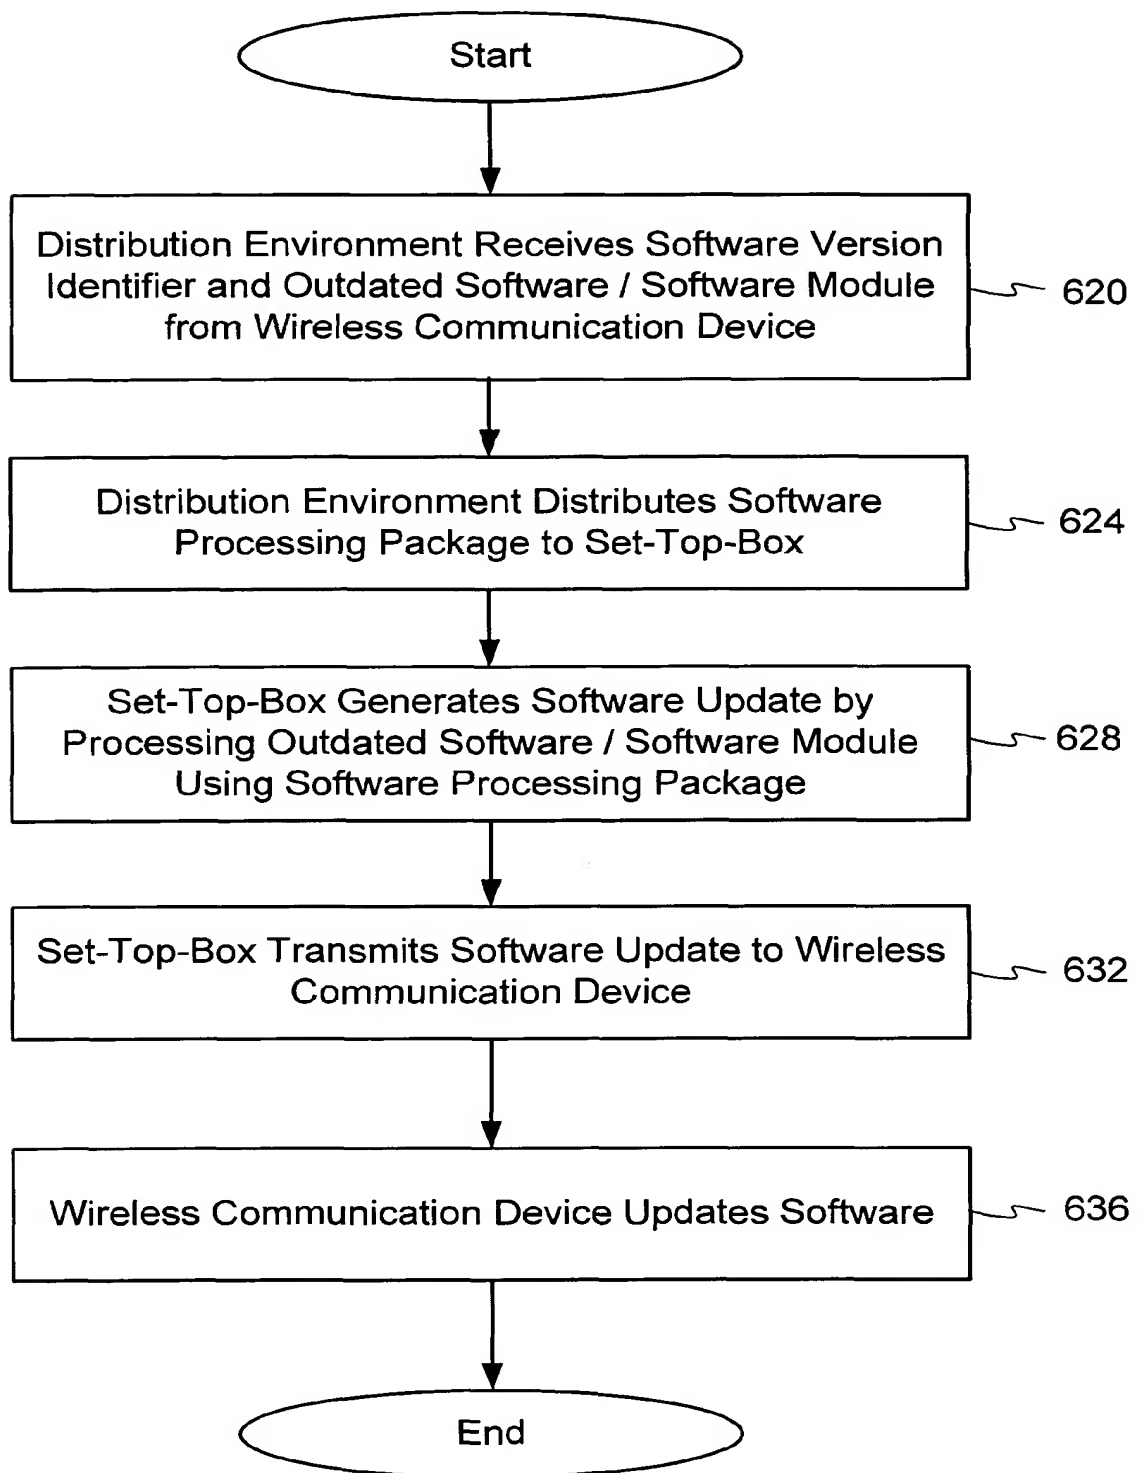 Start
Distribution Environment Receives Software Version
Identifier and Outdated Software / Software Module
from Wireless Communication Device
620
Distribution Environment Distributes Software
Processing Package to Set-Top-Box
624
Set-Top-Box Generates Software Update by
Processing Outdated Software / Software Module
Using Software Processing Package
628
Set-Top-Box Transmits Software Update to Wireless
Communication Device
632
Wireless Communication Device Updates Software
636
End